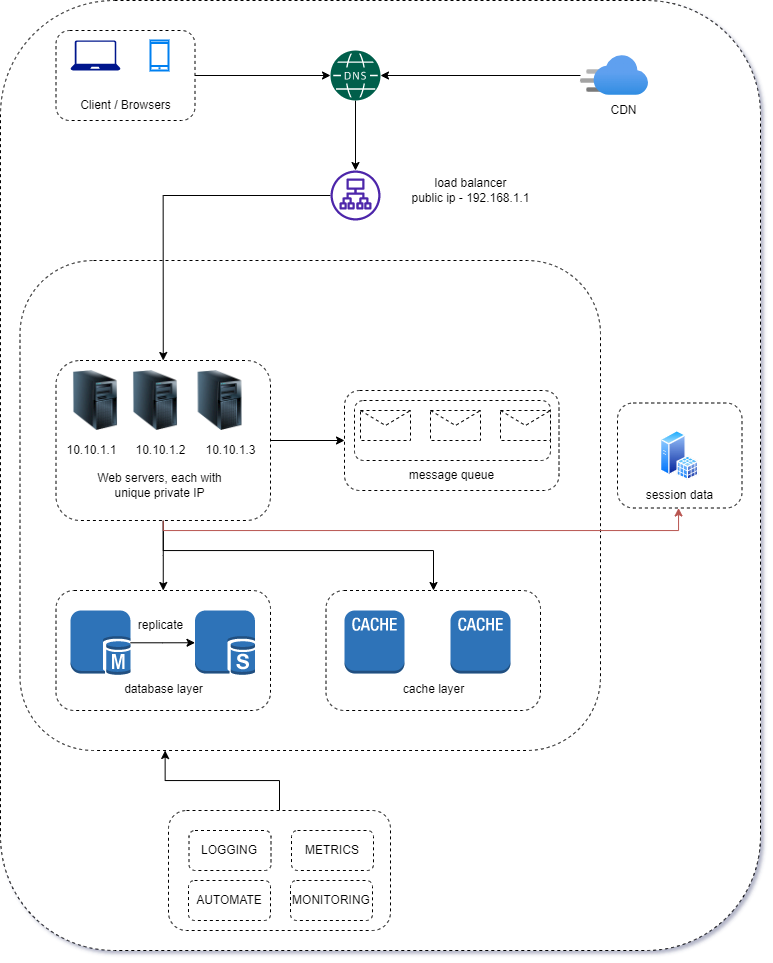 DNS
Client / Browsers
CDN
load balancer
public ip - 192.168.1.1
10.10.1.1
10.10.1.2
10.10.1.3
Web servers, each with
unique private IP
message queue
session data
replicate
CACHE
CACHE
M
S
database layer
cache layer
LOGGING
METRICS
AUTOMATE
MONITORING